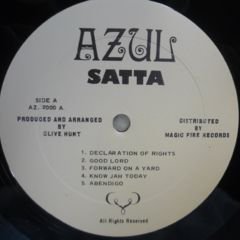 AZUL
SATTA
SIDE A
AZ. 7000 A.
PRODUCED AND ARRANGED
BY
CLIVE HUNT
DISTRIBUTED
BY
MAGIC FIRE RECORDS
1 DECLARATION OF RIGHTS
2 GOOD LORD
3 FORWARD ON A YARD
4 KNOW JAH TODAY
5 ABENDIGO
All Rights Reserved